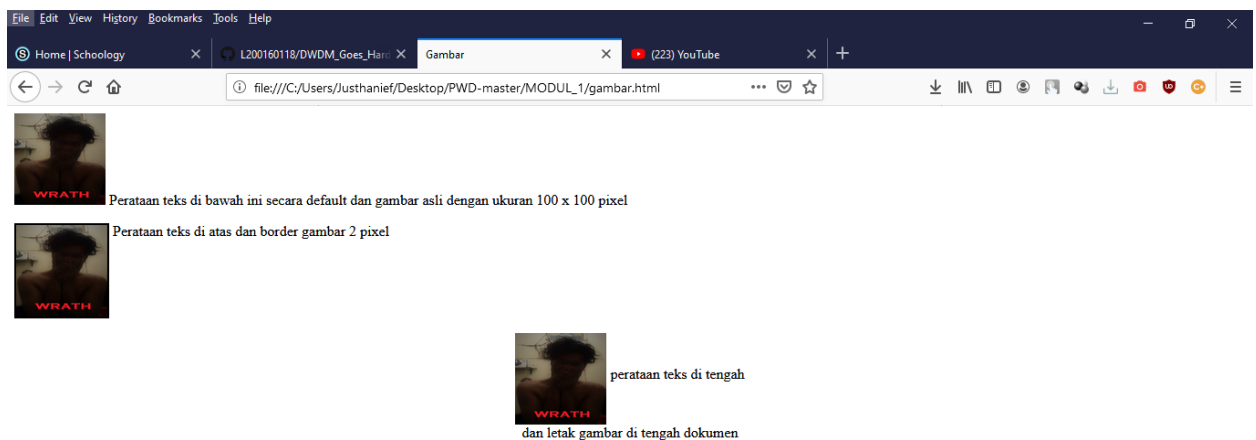 File Edit View History Bookmarks Tools Help
Home | Schoology
L200160118/DWDM_Goes_Hard
Gambar
(223) YouTube
file:///C:/Users/Justhanief/Desktop/PWD-master/MODUL_1/gambar.html
WRATH
Perataan teks di bawah ini secara default dan gambar asli dengan ukuran 100 x 100 pixel
Perataan teks di atas dan border gambar 2 pixel
WRATH
perataan teks di tengah
WRATH
dan letak gambar di tengah dokumen